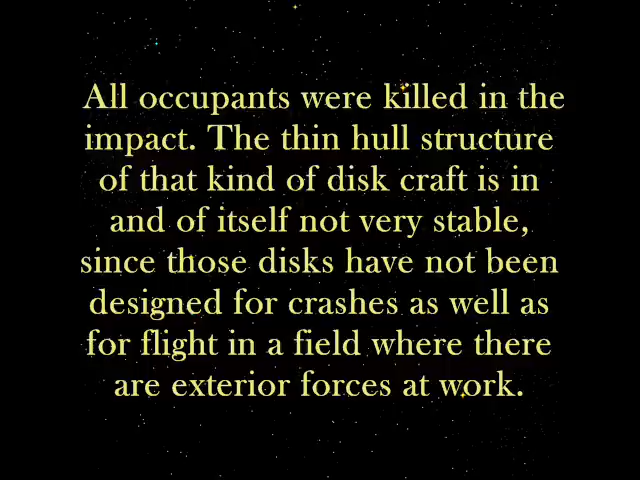 All occupants were killed in the
impact. The thin hull structure
of that kind of disk craft is in
and of itself not very stable,
since those disks have not been
designed for crashes as well as
for flight in a field where there
are exterior forces at work.